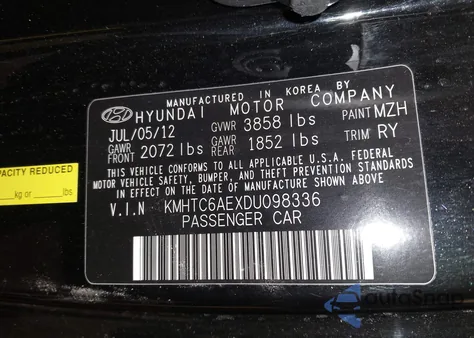 MANUFACTURED IN KOREA BY
HYUNDAI MOTOR COMPANY
JUL/05/12 GVWR 3858 lbs PAINT MZH
GAWR FRONT 2072 lbs GAWR REAR 1852 lbs TRIM RY
THIS VEHICLE CONFORMS TO ALL APPLICABLE U.S.A. FEDERAL
MOTOR VEHICLE SAFETY, BUMPER, AND THEFT PREVENTION STANDARDS
IN EFFECT ON THE DATE OF MANUFACTURE SHOWN ABOVE.
V.I.N KMHTC6AEXDU098336
PASSENGER CAR
CAPACITY REDUCED
kg or lbs
autoSnap